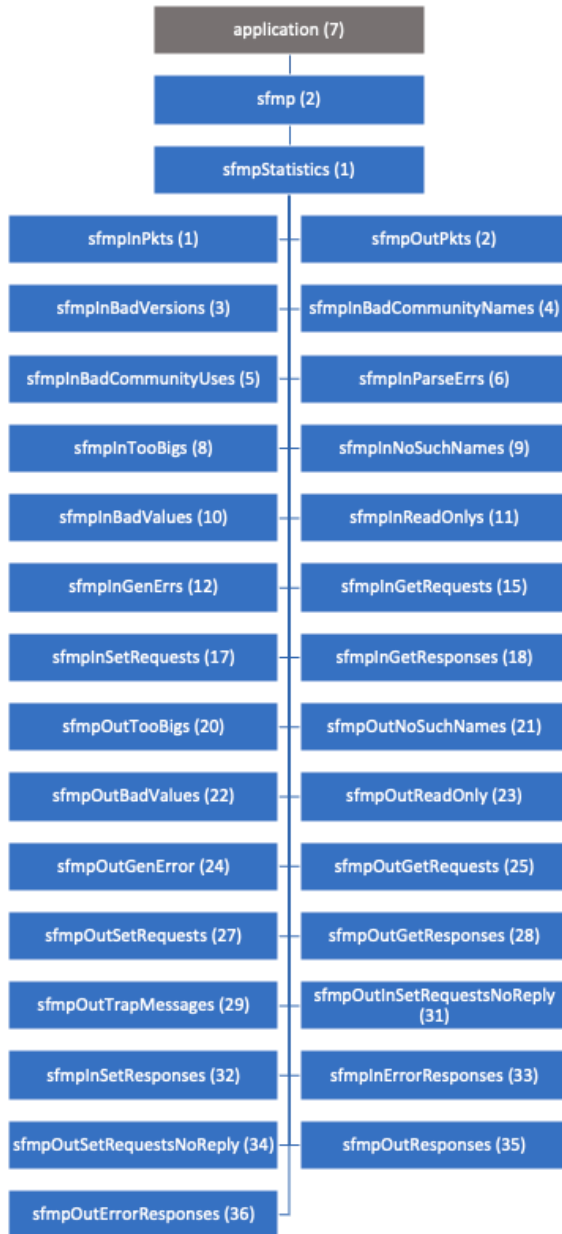 application (7)
sfmp (2)
sfmpStatistics (1)
sfmpInPkts (1)
sfmpOutPkts (2)
sfmpInBadVersions (3)
sfmpInBadCommunityNames (4)
sfmpInBadCommunityUses (5)
sfmpInParseErrs (6)
sfmpInTooBigs (8)
sfmpInNoSuchNames (9)
sfmpInBadValues (10)
sfmpInReadOnlys (11)
sfmpInGenErrs (12)
sfmpInGetRequests (15)
sfmpInSetRequests (17)
sfmpInGetResponses (18)
sfmpOutTooBigs (20)
sfmpOutNoSuchNames (21)
sfmpOutBadValues (22)
sfmpOutReadOnly (23)
sfmpOutGenError (24)
sfmpOutGetRequests (25)
sfmpOutSetRequests (27)
sfmpOutGetResponses (28)
sfmpOutTrapMessages (29)
sfmpOutInSetRequestsNoReply
(31)
sfmpInSetResponses (32)
sfmpInErrorResponses (33)
sfmpOutSetRequestsNoReply (34)
sfmpOutResponses (35)
sfmpOutErrorResponses (36)